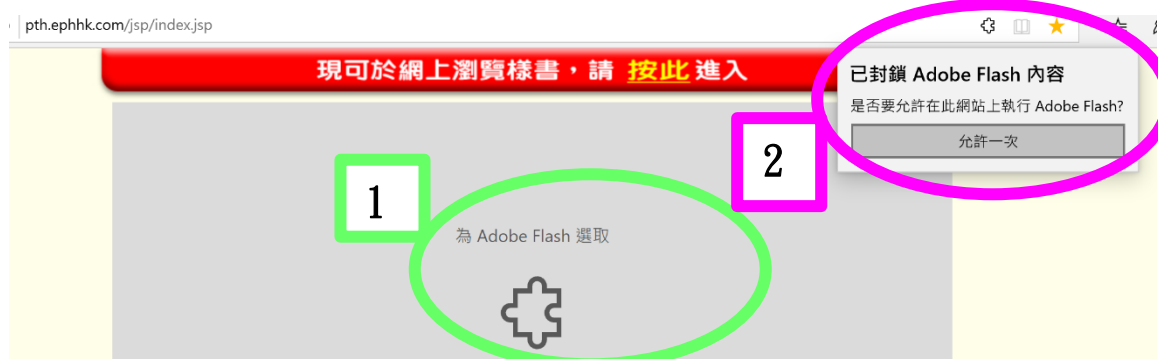 pth.ephhk.com/jsp/index.jsp
現可於網上瀏覽樣書，請 按此 進入
已封鎖 Adobe Flash 內容
是否要允許在此網站上執行 Adobe Flash?
允許一次
2
1
為 Adobe Flash 選取